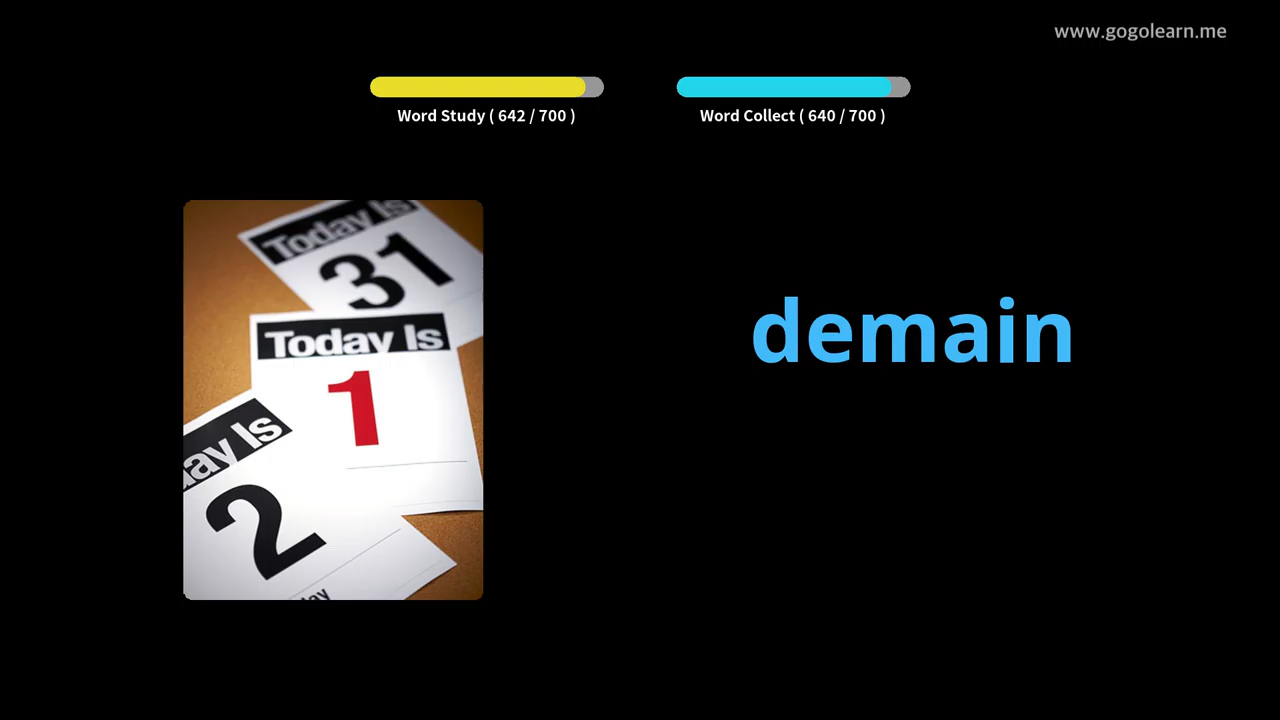 www.gogolearn.me
Word Study ( 642 / 700 )
Word Collect ( 640 / 700 )
Today Is
31
Today Is
1
ay Is
2
demain